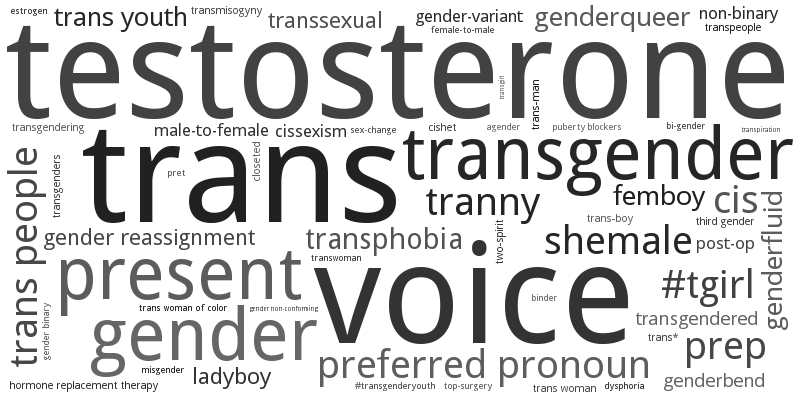 estrogen
trans youth
transmisogyny
transsexual
gender-variant
female-to-male
genderqueer
non-binary
transpeople
testosterone
transgirl
trans-man
transgendering
male-to-female
cissexism
sex-change
cishet
agender
puberty blockers
bi-gender
transpiration
trans
transgender
pret
closeted
trans people
transgenders
tranny
femboy
cis
genderfluid
trans-boy
third gender
gender reassignment
transphobia
two-spirit
shemale
post-op
transwoman
present
voice
#tgirl
binder
trans woman of color
gender non-conforming
gender binary
gender
transgendered
trans*
prep
preferred pronoun
misgender
ladyboy
genderbend
hormone replacement therapy
#transgenderyouth
top-surgery
trans woman
dysphoria